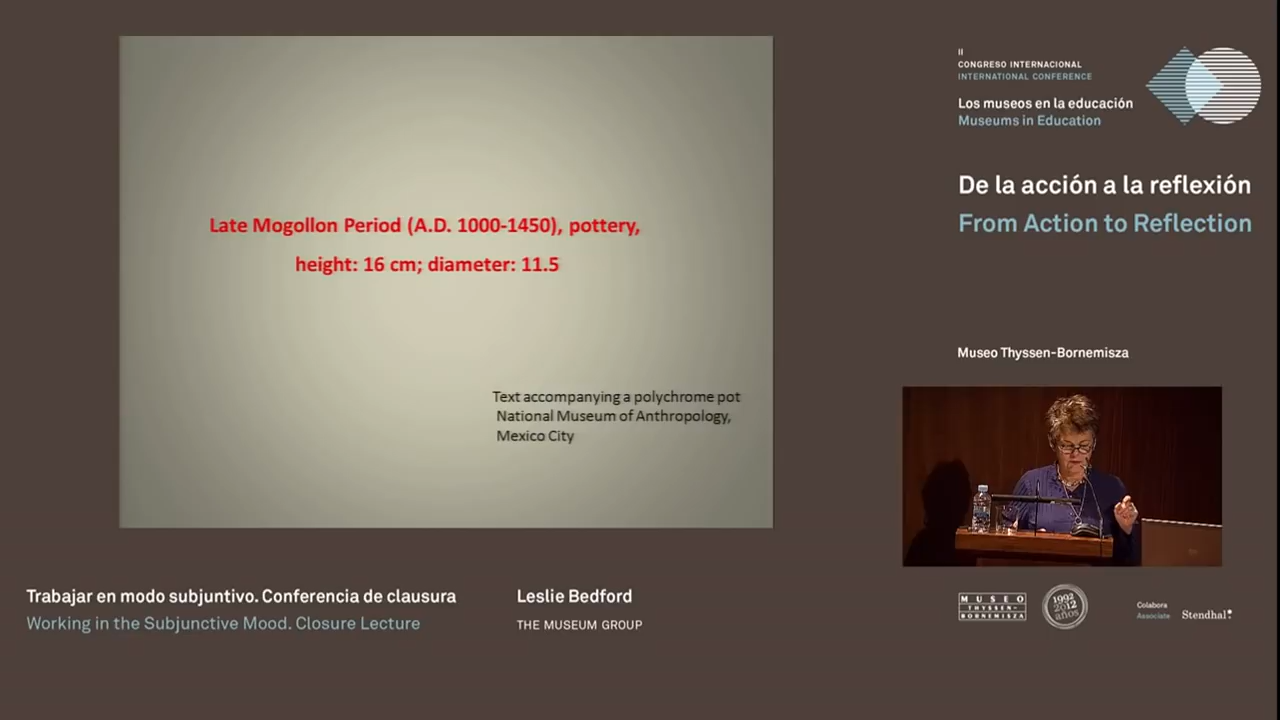 Late Mogollon Period (A.D. 1000-1450), pottery,
height: 16 cm; diameter: 11.5
Text accompanying a polychrome pot
National Museum of Anthropology,
Mexico City
II
CONGRESO INTERNACIONAL
INTERNATIONAL CONFERENCE
Los museos en la educación
Museums in Education
De la acción a la reflexión
From Action to Reflection
Museo Thyssen-Bornemisza
Trabajar en modo subjuntivo. Conferencia de clausura
Working in the Subjunctive Mood. Closure Lecture
Leslie Bedford
THE MUSEUM GROUP
MUSEO
THYSSEN-
BORNEMISZA
1992
2012
años
Colabora
Associate
Stendhal: